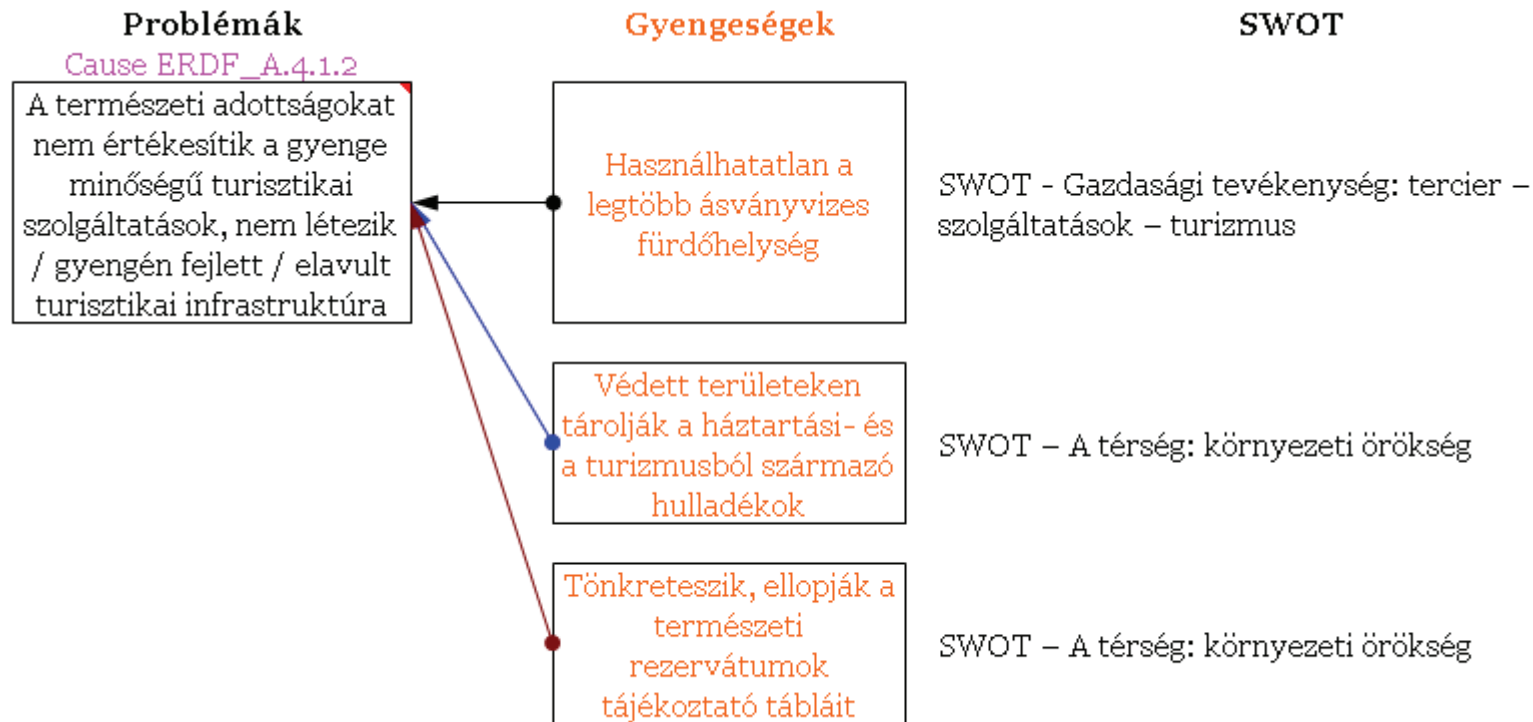 Problémák
Gyengeségek
SWOT
Cause ERDF_A.4.1.2
A természeti adottságokat
nem értékesítik a gyenge
minőségű turisztikai
szolgáltatások, nem létezik
/ gyengén fejlett / elavult
turisztikai infrastruktúra
Használhatatlan a
legtöbb ásványvizes
fürdőhelység
SWOT - Gazdasági tevékenység: tercier –
szolgáltatások – turizmus
Védett területeken
tárolják a háztartási- és
a turizmusból származó
hulladékok
SWOT – A térség: környezeti örökség
Tönkreteszik, ellopják a
természeti
rezervátumok
tájékoztató tábláit
SWOT – A térség: környezeti örökség